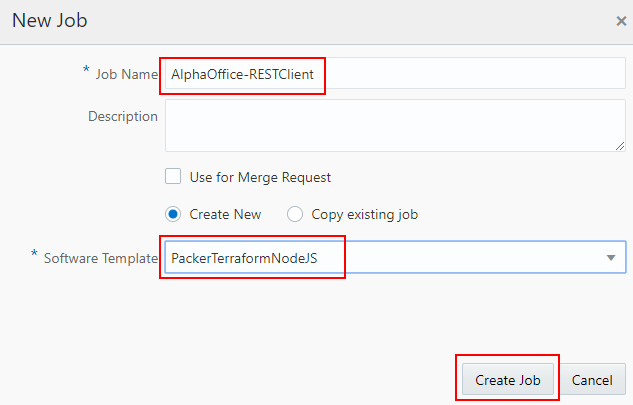 New Job ×
* Job Name AlphaOffice-RESTClient
Description
Use for Merge Request
Create New Copy existing job
* Software Template PackerTerraformNodeJS
Create Job Cancel